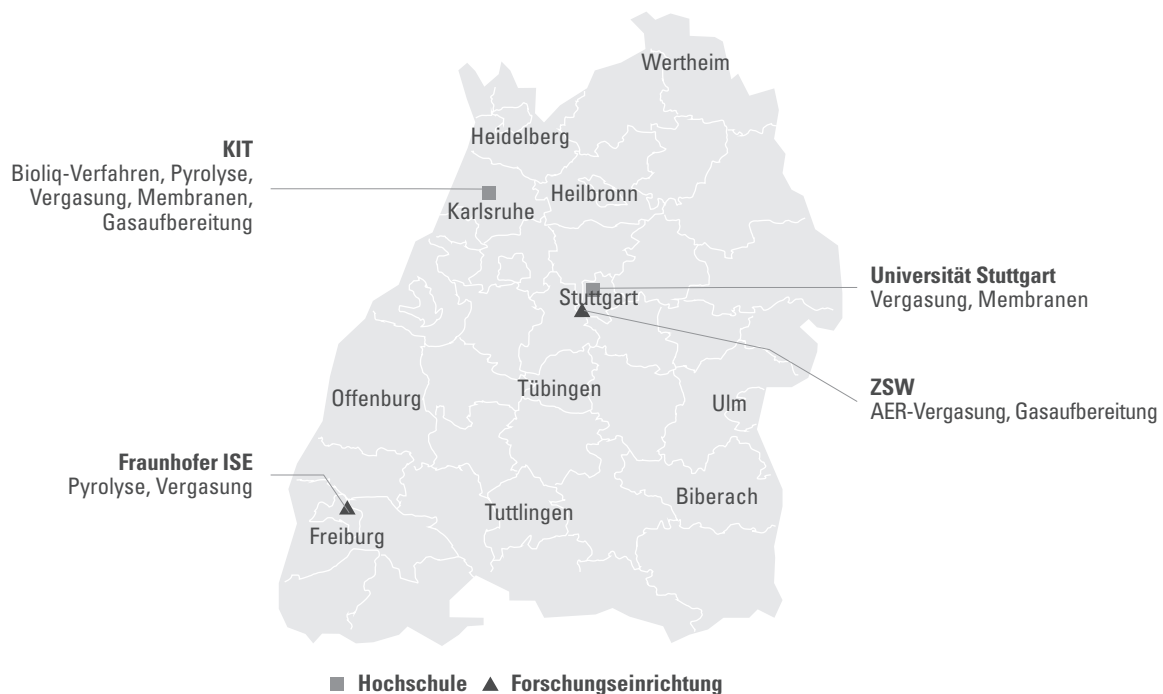 Wertheim
Heidelberg
KIT
Bioliq-Verfahren, Pyrolyse,
Vergasung, Membranen,
Gasaufbereitung
Heilbronn
Karlsruhe
Universität Stuttgart
Vergasung, Membranen
Stuttgart
ZSW
AER-Vergasung, Gasaufbereitung
Tübingen
Offenburg
Ulm
Fraunhofer ISE
Pyrolyse, Vergasung
Biberach
Tuttlingen
Freiburg
Hochschule Forschungseinrichtung